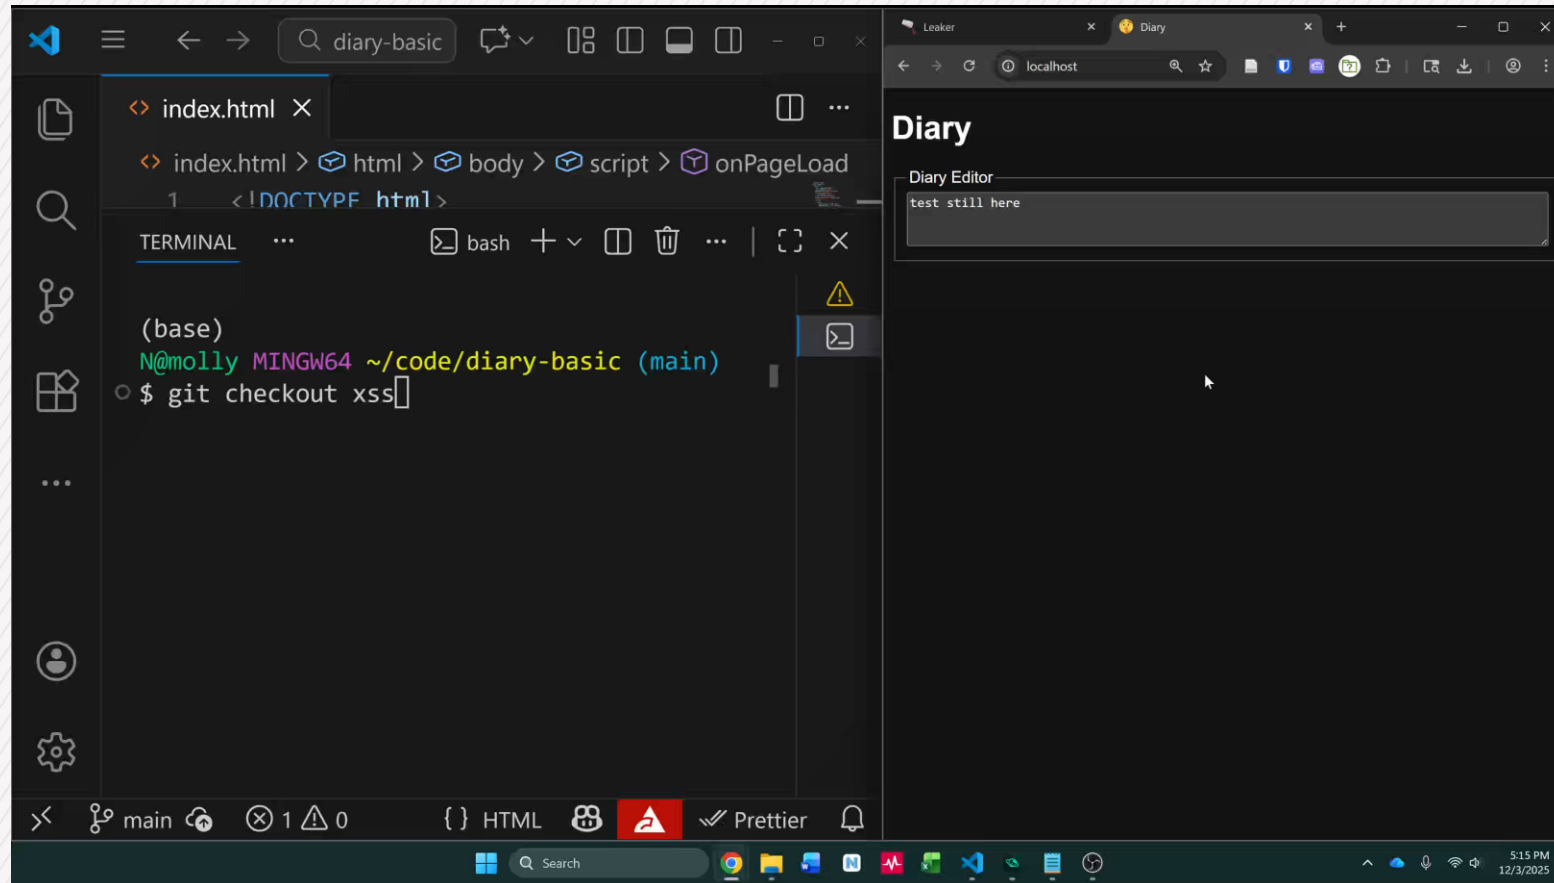 diary-basic
index.html
index.html > html > body > script > onPageLoad
1 <!DOCTYPE html>
TERMINAL
bash
(base)
N@molly MINGW64 ~/code/diary-basic (main)
$ git checkout xss
main
1
0
{ } HTML
Prettier
Leaker
Diary
localhost
Diary
Diary Editor
test still here
Search
5:15 PM
12/3/2025